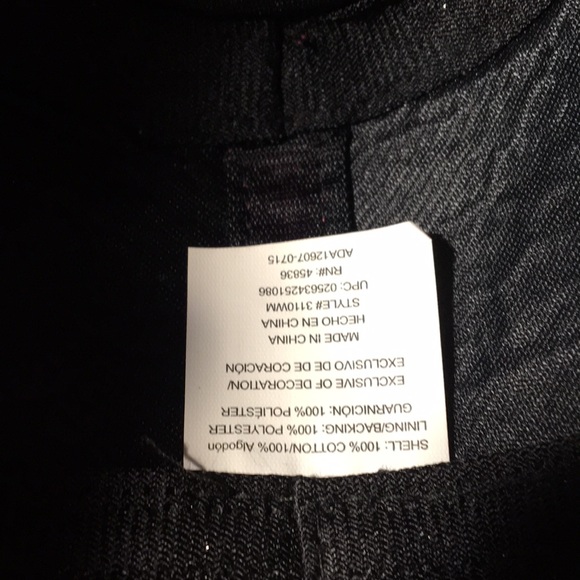 SHELL: 100% COTTON/100% Algodón
LINING/BACKING: 100% POLYESTER
GUARNICIÓN: 100% POLIÉSTER
EXCLUSIVE OF DECORATION/
EXCLUSIVO DE DE CORACIÓN
MADE IN CHINA
HECHO EN CHINA
STYLE# 3110WM
UPC: 025634251086
RN#: 45836
ADA12607-0715